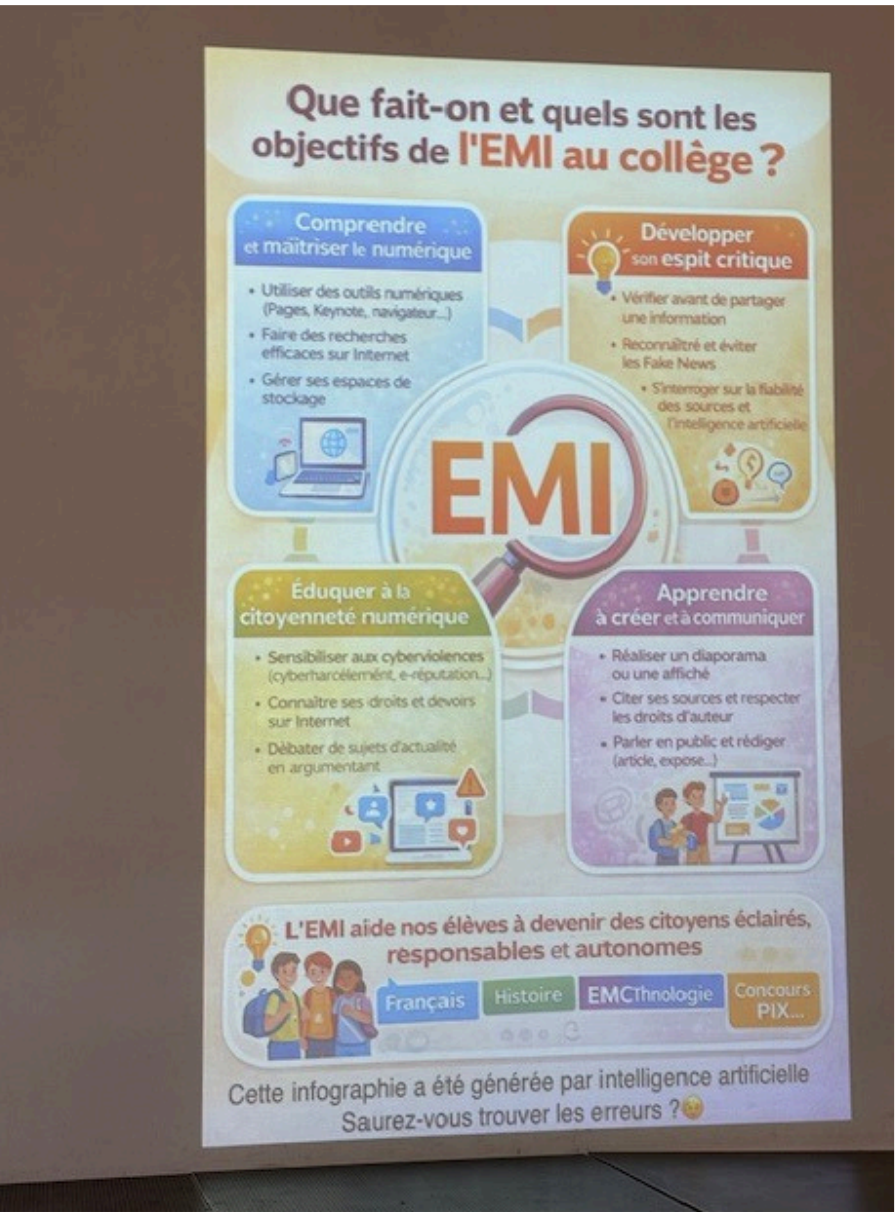 Que fait-on et quels sont les
objectifs de l'EMI au collège ?
Comprendre
et maîtriser le numérique
• Utiliser des outils numériques
(Pages, Keynote, navigateur...)
• Faire des recherches
efficaces sur Internet
• Gérer ses espaces de
stockage
Développer
son espit critique
• Vérifier avant de partager
une information
• Reconnaîtré et éviter
les Fake News
• S'interroger sur la fiabilité
des sources et
l'intelligence artificielle
EMI
Éduquer à la
citoyenneté numérique
• Sensibiliser aux cyberviolences
(cyberharcélemént, e-réputation...)
• Connaître ses droits et devoirs
sur Internet
• Dèbater de sujets d'actualité
en argumentant
Apprendre
à créer et à communiquer
• Réaliser un diaporama
ou une affiché
• Citer ses sources et respecter
les droits d'auteur
• Parler en public et rédiger
(article, expose...)
L'EMI aide nos élèves à devenir des citoyens éclairés,
responsables et autonomes
Français
Histoire
EMCThnologie
Concours
PIX...
Cette infographie a été générée par intelligence artificielle
Saurez-vous trouver les erreurs ?